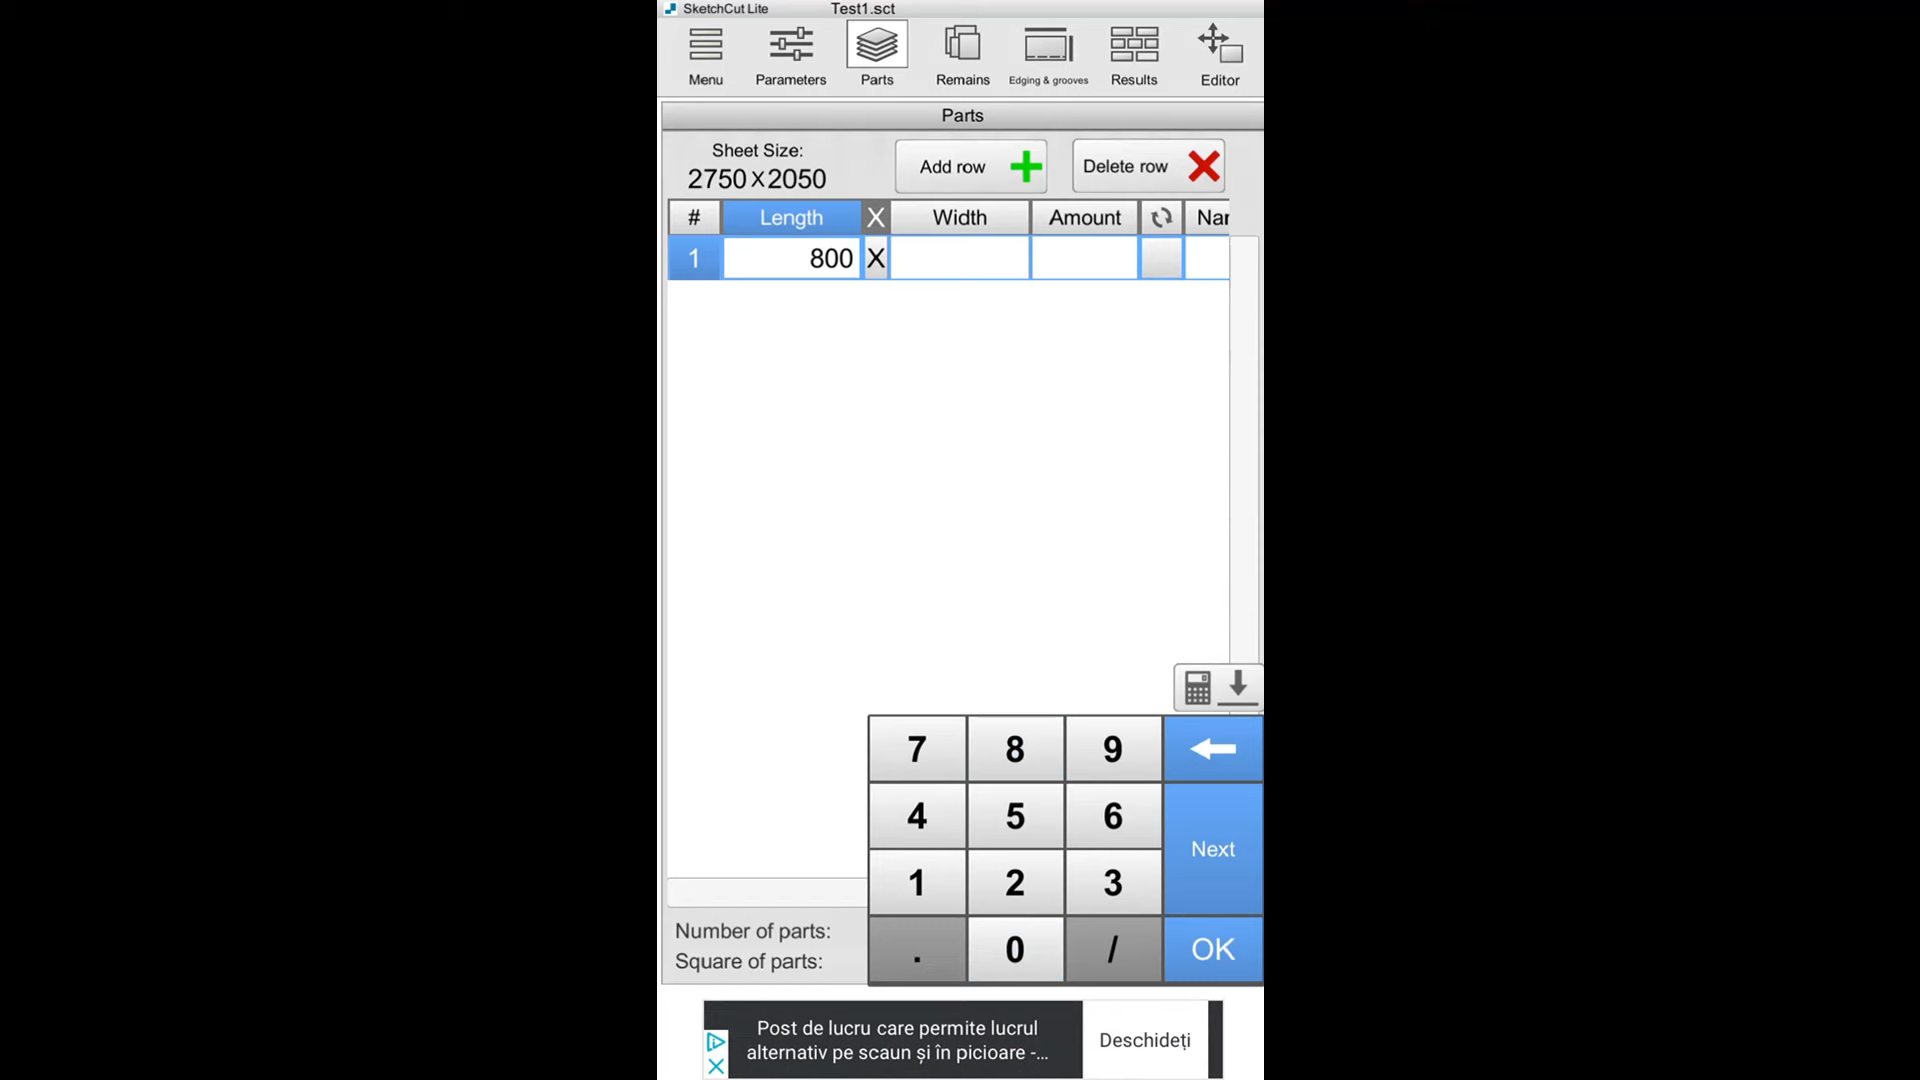 SketchCut Lite Test1.sct
Menu Parameters Parts Remains Edging & grooves Results Editor
Parts
Sheet Size:
2750X2050
Add row
Delete row
# Length X Width Amount Nar
1 800 X
7 8 9
4 5 6
Next
1 2 3
. 0 / OK
Number of parts:
Square of parts:
Post de lucru care permite lucrul
alternativ pe scaun și în picioare -...
Deschideți